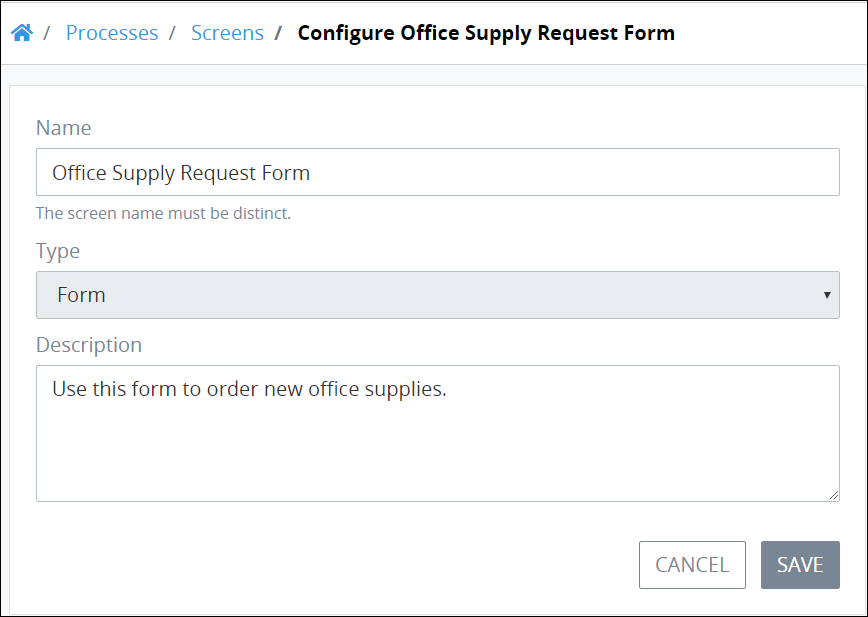 / Processes / Screens / Configure Office Supply Request Form
Name
Office Supply Request Form
The screen name must be distinct.
Type
Form
Description
Use this form to order new office supplies.
CANCEL SAVE